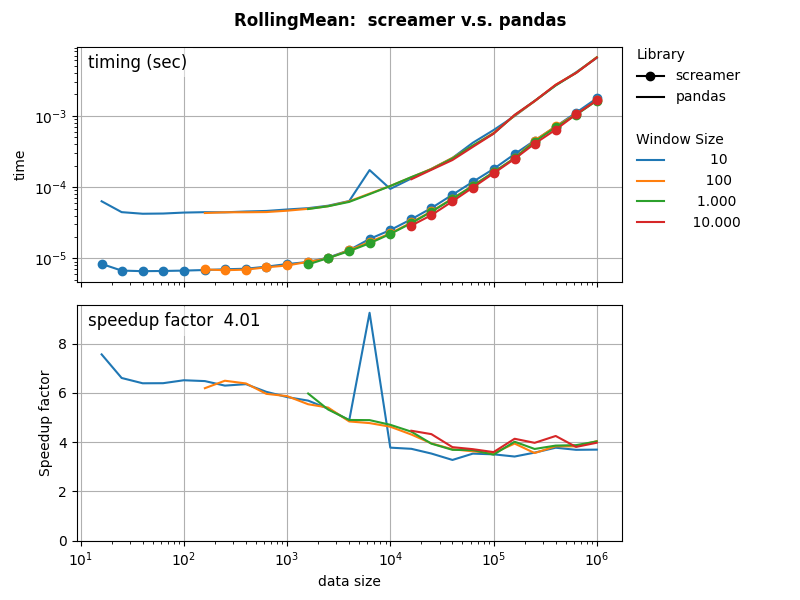 RollingMean:  screamer v.s. pandas
timing (sec)
time
10⁻³
10⁻⁴
10⁻⁵
Library
screamer
pandas
Window Size
10
100
1.000
10.000
speedup factor  4.01
Speedup factor
8
6
4
2
0
10¹ 10² 10³ 10⁴ 10⁵ 10⁶
data size